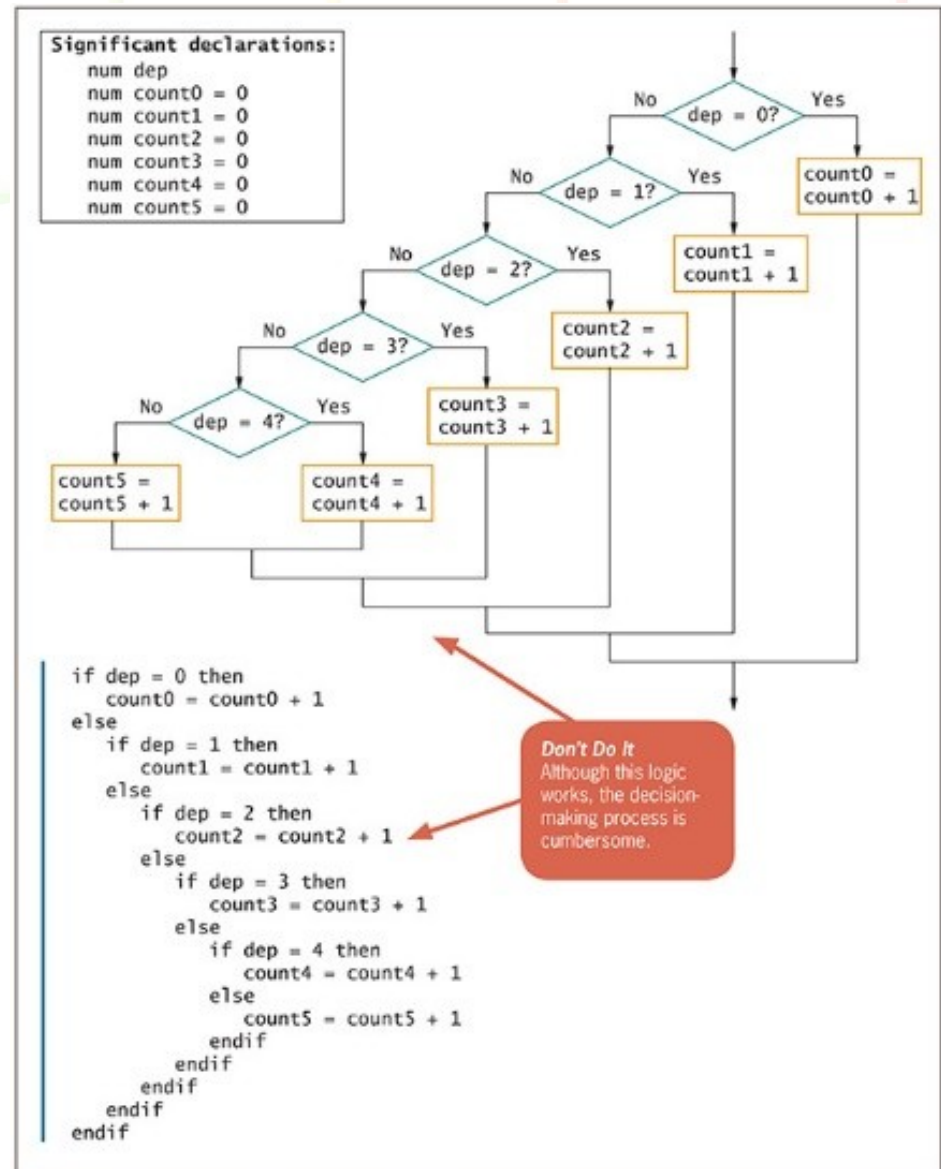 Significant declarations:
num dep
num count0 = 0
num count1 = 0
num count2 = 0
num count3 = 0
num count4 = 0
num count5 = 0
No
dep = 0?
Yes
count0 =
count0 + 1
No
dep = 1?
Yes
count1 =
count1 + 1
No
dep = 2?
Yes
count2 =
count2 + 1
No
dep = 3?
Yes
count3 =
count3 + 1
No
dep = 4?
Yes
count5 =
count5 + 1
count4 =
count4 + 1
if dep = 0 then
count0 = count0 + 1
else
if dep = 1 then
count1 = count1 + 1
else
if dep = 2 then
count2 = count2 + 1
else
if dep = 3 then
count3 = count3 + 1
else
if dep = 4 then
count4 = count4 + 1
else
count5 = count5 + 1
endif
endif
endif
endif
endif
Don't Do It
Although this logic
works, the decision-
making process is
cumbersome.